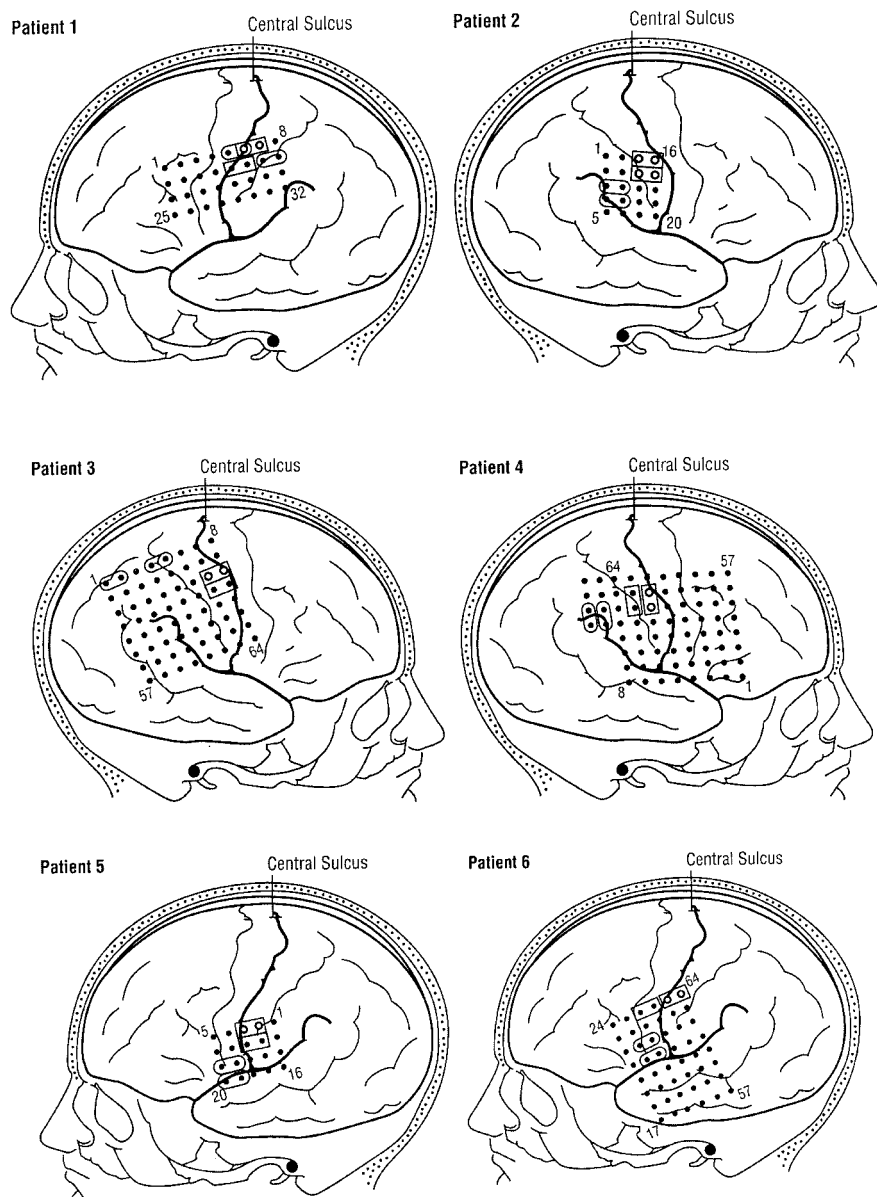 Patient 1
Central Sulcus
1
8
25
32
Patient 2
Central Sulcus
1
16
5
20
Patient 3
Central Sulcus
8
1
64
57
Patient 4
Central Sulcus
64
57
8
1
Patient 5
Central Sulcus
5
1
16
20
Patient 6
Central Sulcus
64
24
57
17